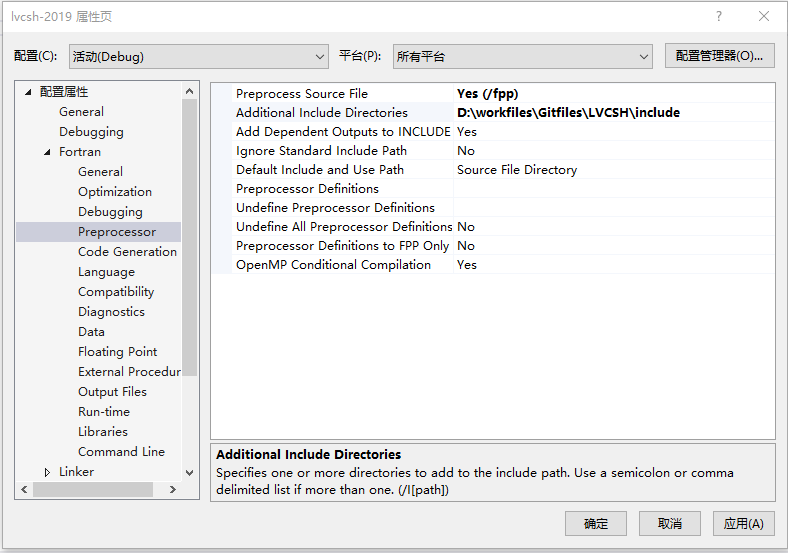 lvcsh-2019 属性页
配置(C): 活动(Debug) 平台(P): 所有平台 配置管理器(O)...
配置属性
General
Debugging
Fortran
General
Optimization
Debugging
Preprocessor
Code Generation
Language
Compatibility
Diagnostics
Data
Floating Point
External Procedur
Output Files
Run-time
Libraries
Command Line
Linker
Preprocess Source File Yes (/fpp)
Additional Include Directories D:\workfiles\Gitfiles\LVCSH\include
Add Dependent Outputs to INCLUDE Yes
Ignore Standard Include Path No
Default Include and Use Path Source File Directory
Preprocessor Definitions
Undefine Preprocessor Definitions
Undefine All Preprocessor Definitions No
Preprocessor Definitions to FPP Only No
OpenMP Conditional Compilation Yes
Additional Include Directories
Specifies one or more directories to add to the include path. Use a semicolon or comma
delimited list if more than one. (/I[path])
确定 取消 应用(A)